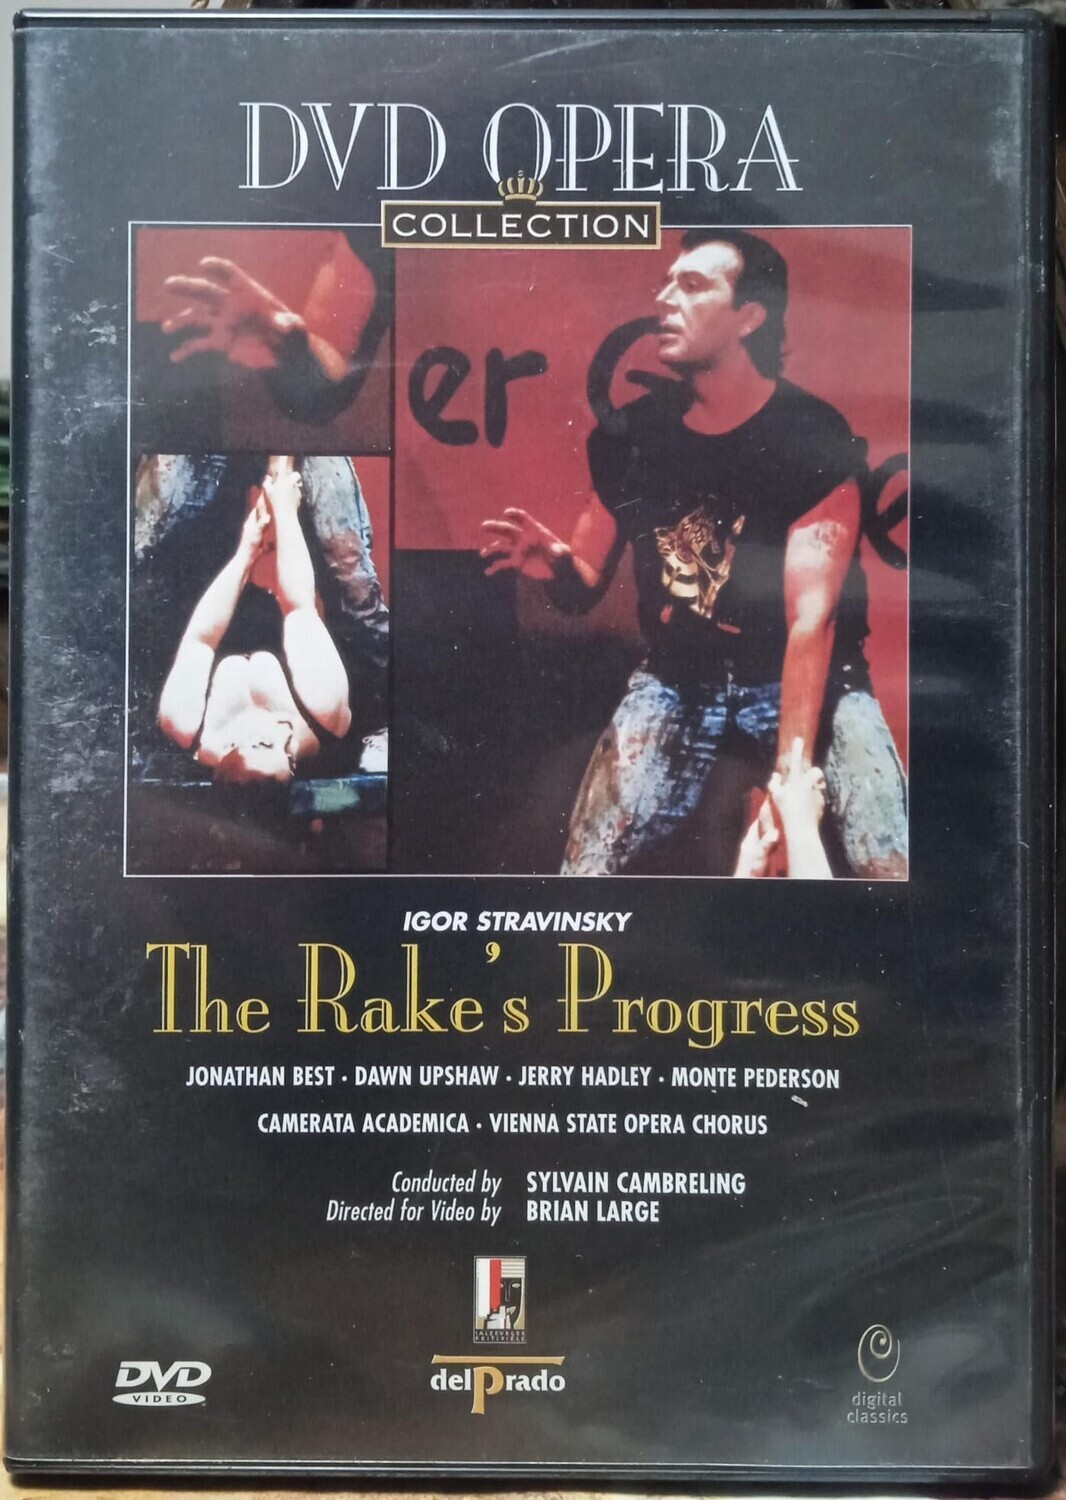 DVD OPERA
COLLECTION
er G e
IGOR STRAVINSKY
The Rake's Progress
JONATHAN BEST · DAWN UPSHAW · JERRY HADLEY · MONTE PEDERSON
CAMERATA ACADEMICA · VIENNA STATE OPERA CHORUS
Conducted by SYLVAIN CAMBRELING
Directed for Video by BRIAN LARGE
SALZBURGER
FESTSPIELE
delPrado
DVD
VIDEO
digital
classics